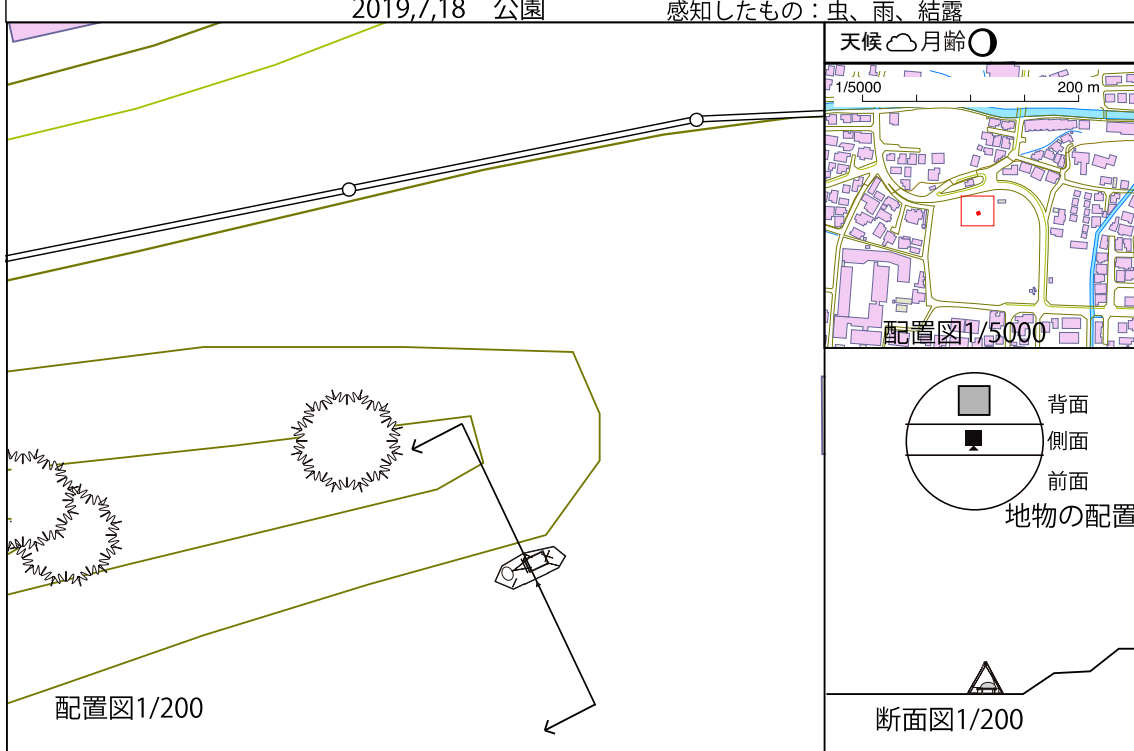 2019,7,18　公園
感知したもの：虫、雨、結露
天候 月齢
1/5000 200 m
配置図1/5000
背面
側面
前面
地物の配置
配置図1/200
断面図1/200